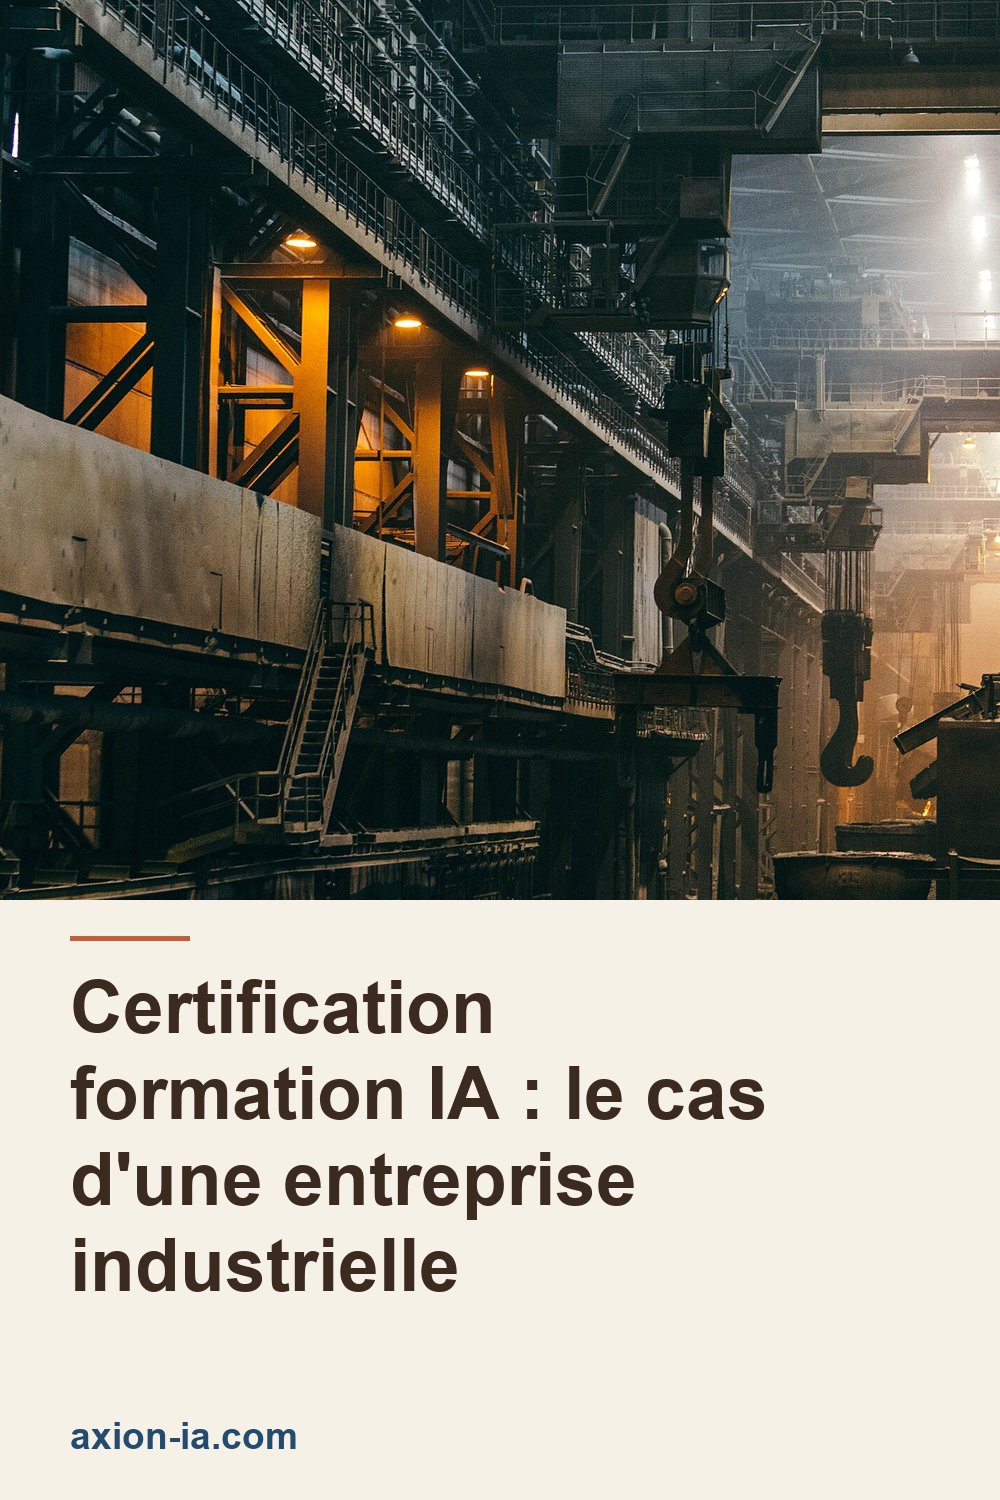 Certification
formation IA : le cas
d'une entreprise
industrielle
axion-ia.com